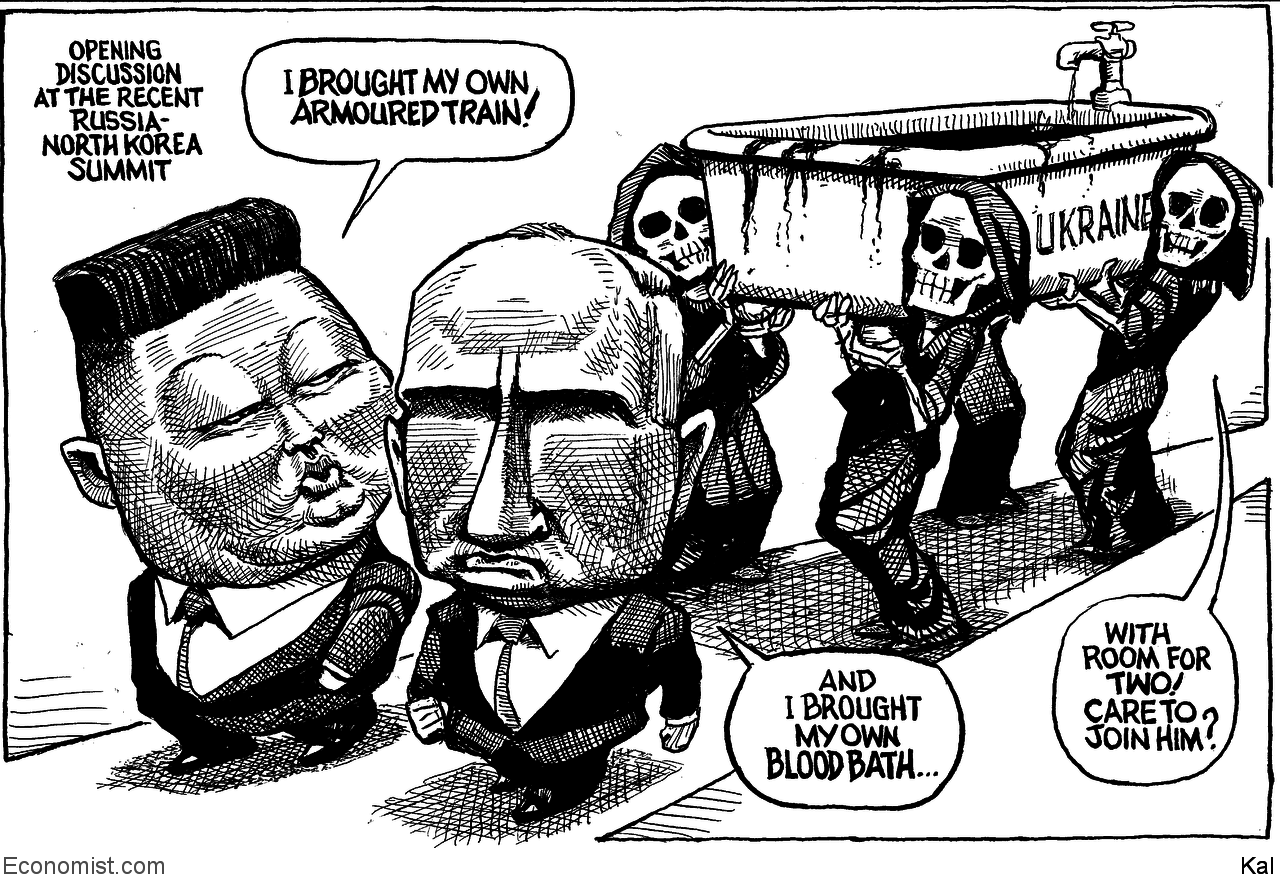 OPENING
DISCUSSION
AT THE RECENT
RUSSIA-
NORTH KOREA
SUMMIT
I BROUGHT MY OWN
ARMOURED TRAIN!
UKRAINE
AND
I BROUGHT
MY OWN
BLOOD BATH...
WITH
ROOM FOR
TWO!
CARE TO
JOIN HIM?
Economist.com
Kal